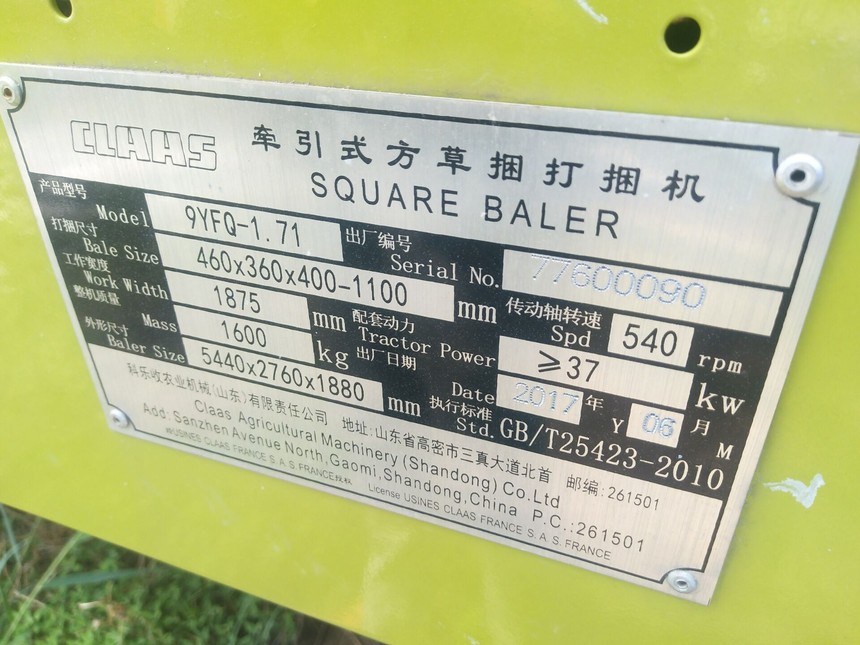 CLAAS 牵引式方草捆打捆机
SQUARE BALER
产品型号 Model 9YFQ-1.71 出厂编号 Serial No. 77600090
打捆尺寸 Bale Size 460x360x400-1100 mm 传动轴转速 Spd 540 rpm
工作宽度 Work Width 1875 mm 配套动力 Tractor Power ≥37 kw
整机质量 Mass 1600 kg 出厂日期 Date 2017 年 Y 06 月 M
外形尺寸 Baler Size 5440x2760x1880 mm 执行标准 Std. GB/T25423-2010
科乐收农业机械(山东)有限责任公司 地址:山东省高密市三真大道北首 邮编:261501
Claas Agricultural Machinery (Shandong) Co.Ltd
Add: Sanzhen Avenue North,Gaomi,Shandong,China P.C.:261501
USINES CLAAS FRANCE S.A.S.FRANCE授权 License USINES CLAAS FRANCE S.A.S.FRANCE